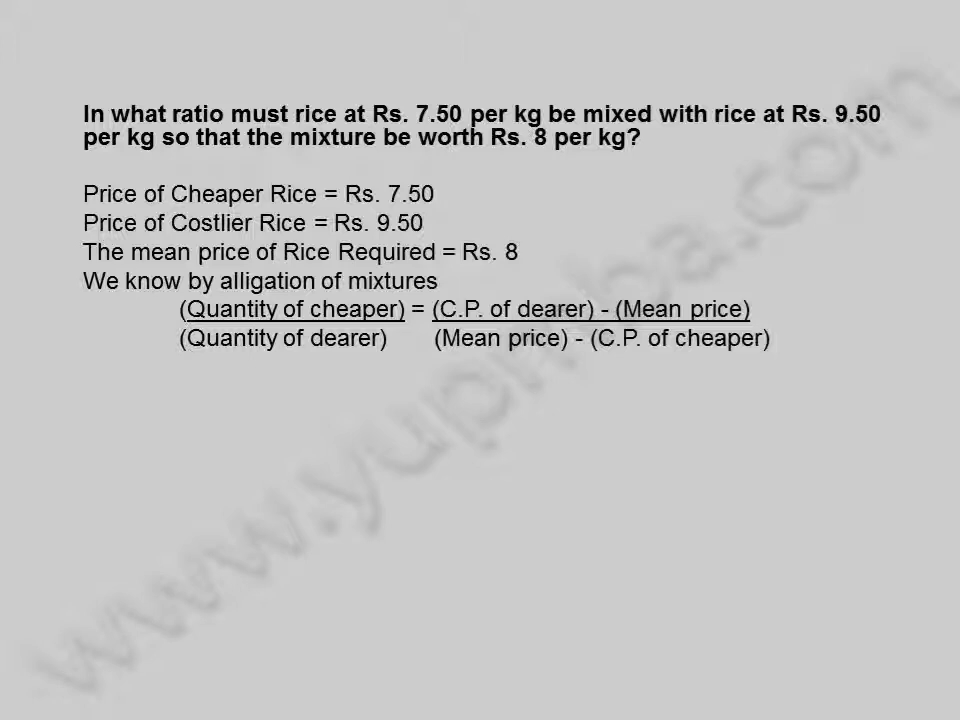 In what ratio must rice at Rs. 7.50 per kg be mixed with rice at Rs. 9.50
per kg so that the mixture be worth Rs. 8 per kg?
Price of Cheaper Rice = Rs. 7.50
Price of Costlier Rice = Rs. 9.50
The mean price of Rice Required = Rs. 8
We know by alligation of mixtures
(Quantity of cheaper) = (C.P. of dearer) - (Mean price)
(Quantity of dearer) (Mean price) - (C.P. of cheaper)